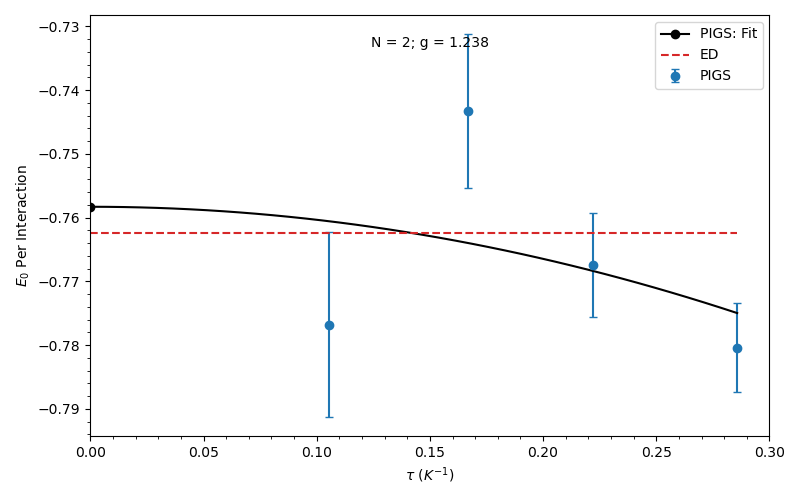 N = 2; g = 1.238
PIGS: Fit
ED
PIGS
−0.73
−0.74
−0.75
−0.76
−0.77
−0.78
−0.79
E0 Per Interaction
0.00 0.05 0.10 0.15 0.20 0.25 0.30
τ (K−1)